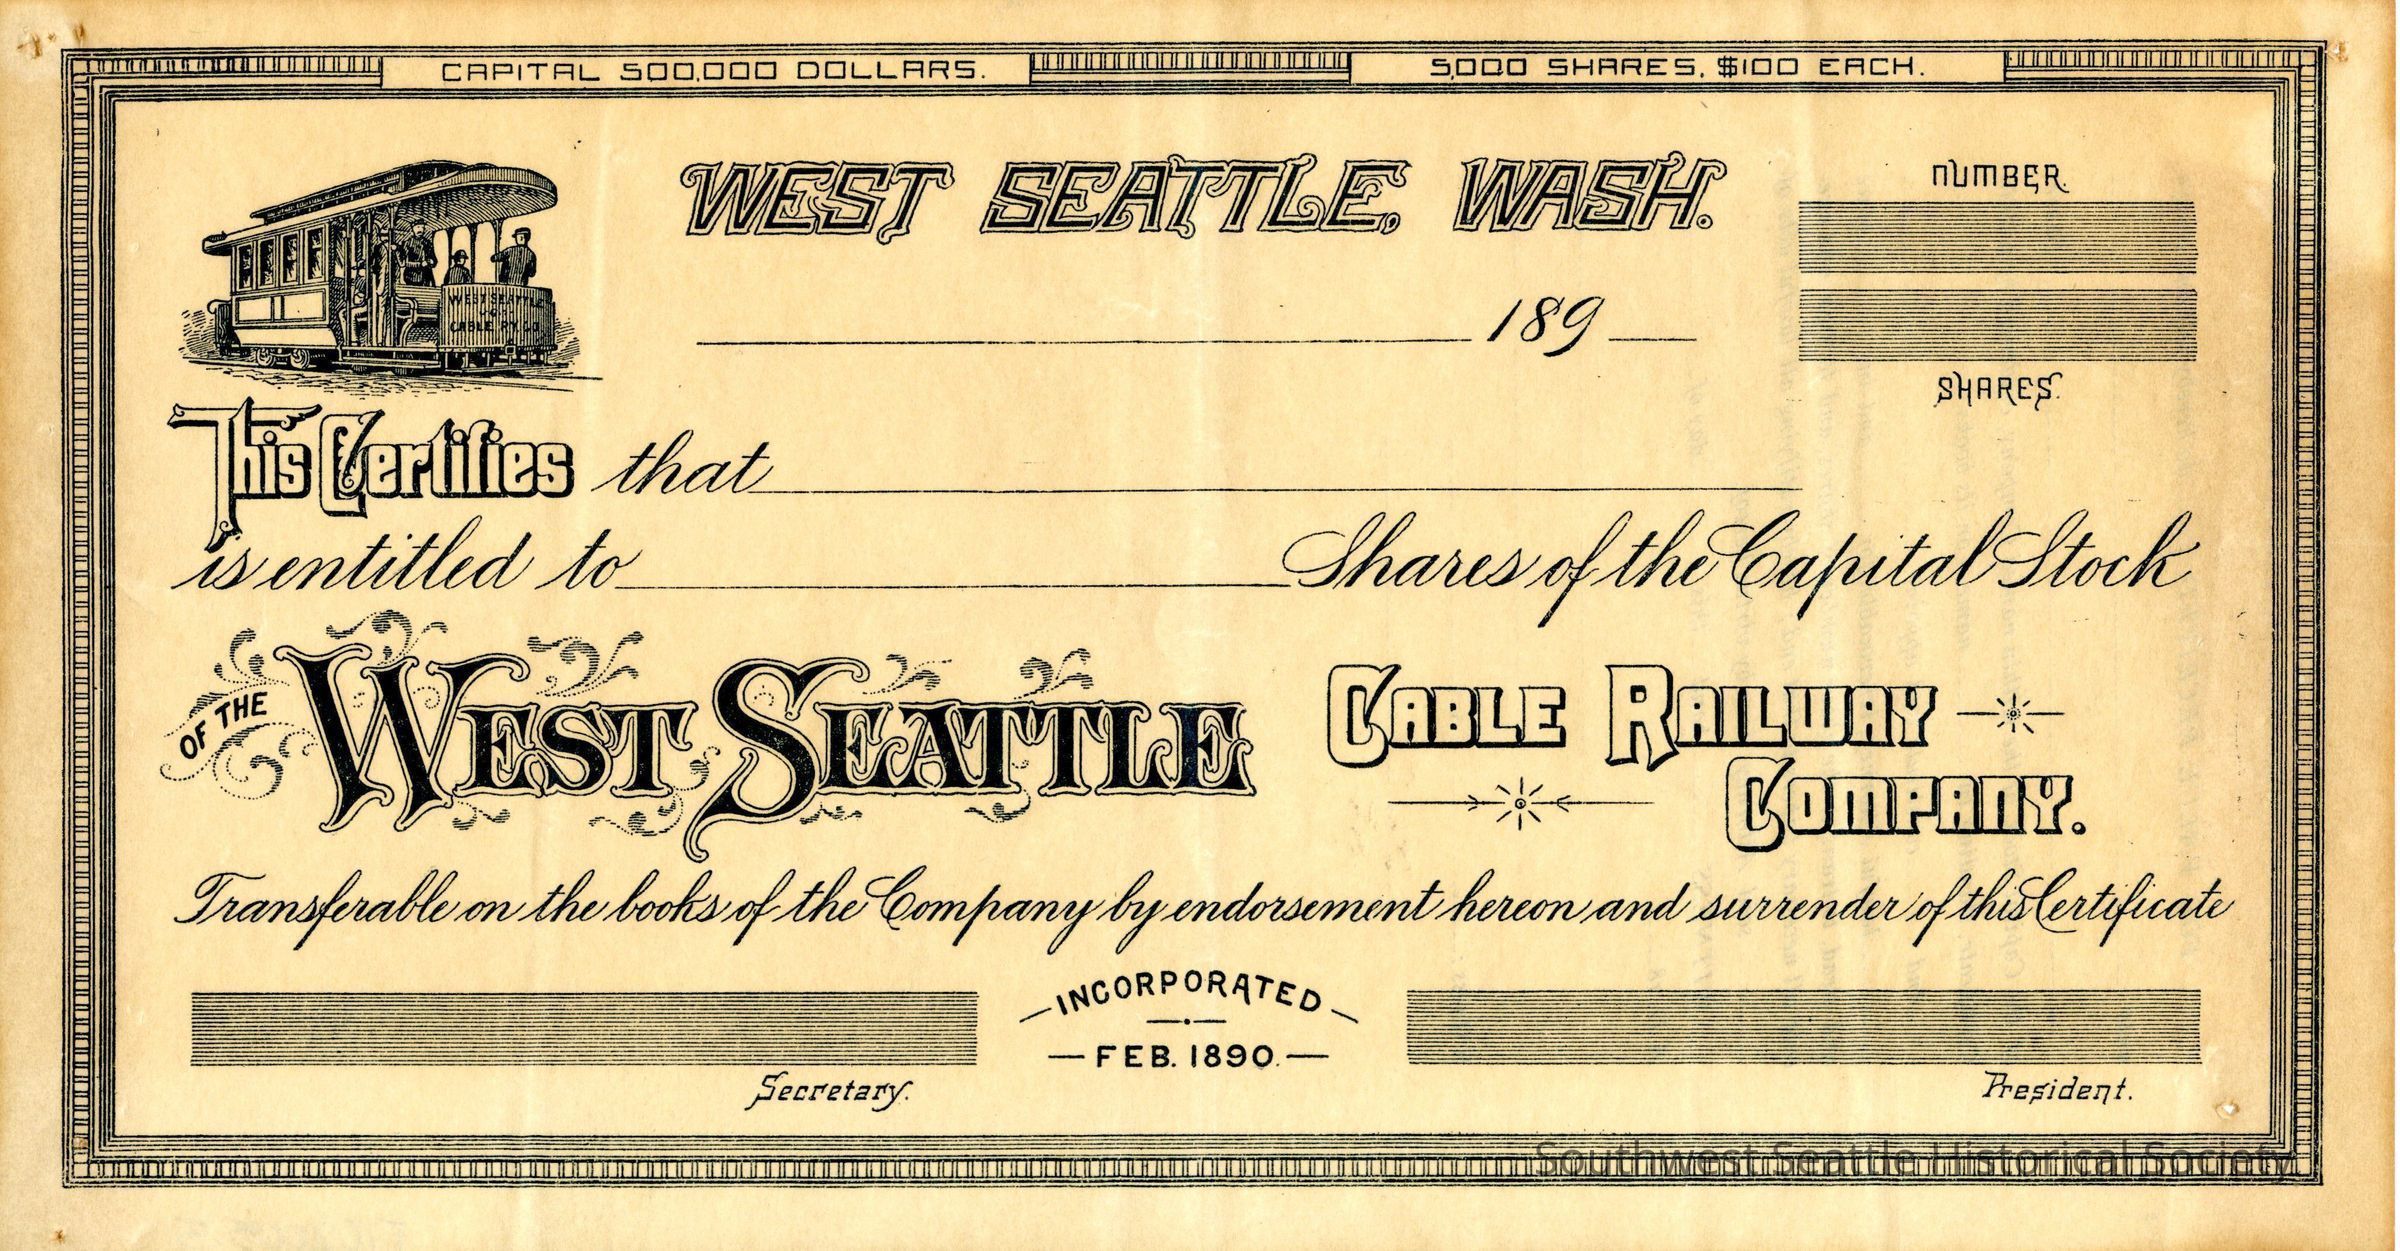 CAPITAL 500,000 DOLLARS.
5,000 SHARES, $100 EACH.
WEST SEATTLE, WASH.
NUMBER.
WEST SEATTLE
CABLE RY. CO.
189
SHARES.
This Certifies that
is entitled to Shares of the Capital Stock
OF THE WEST SEATTLE CABLE RAILWAY
COMPANY.
Transferable on the books of the Company by endorsement hereon and surrender of this Certificate
INCORPORATED
FEB. 1890.
Secretary.
President.
Southwest Seattle Historical Society